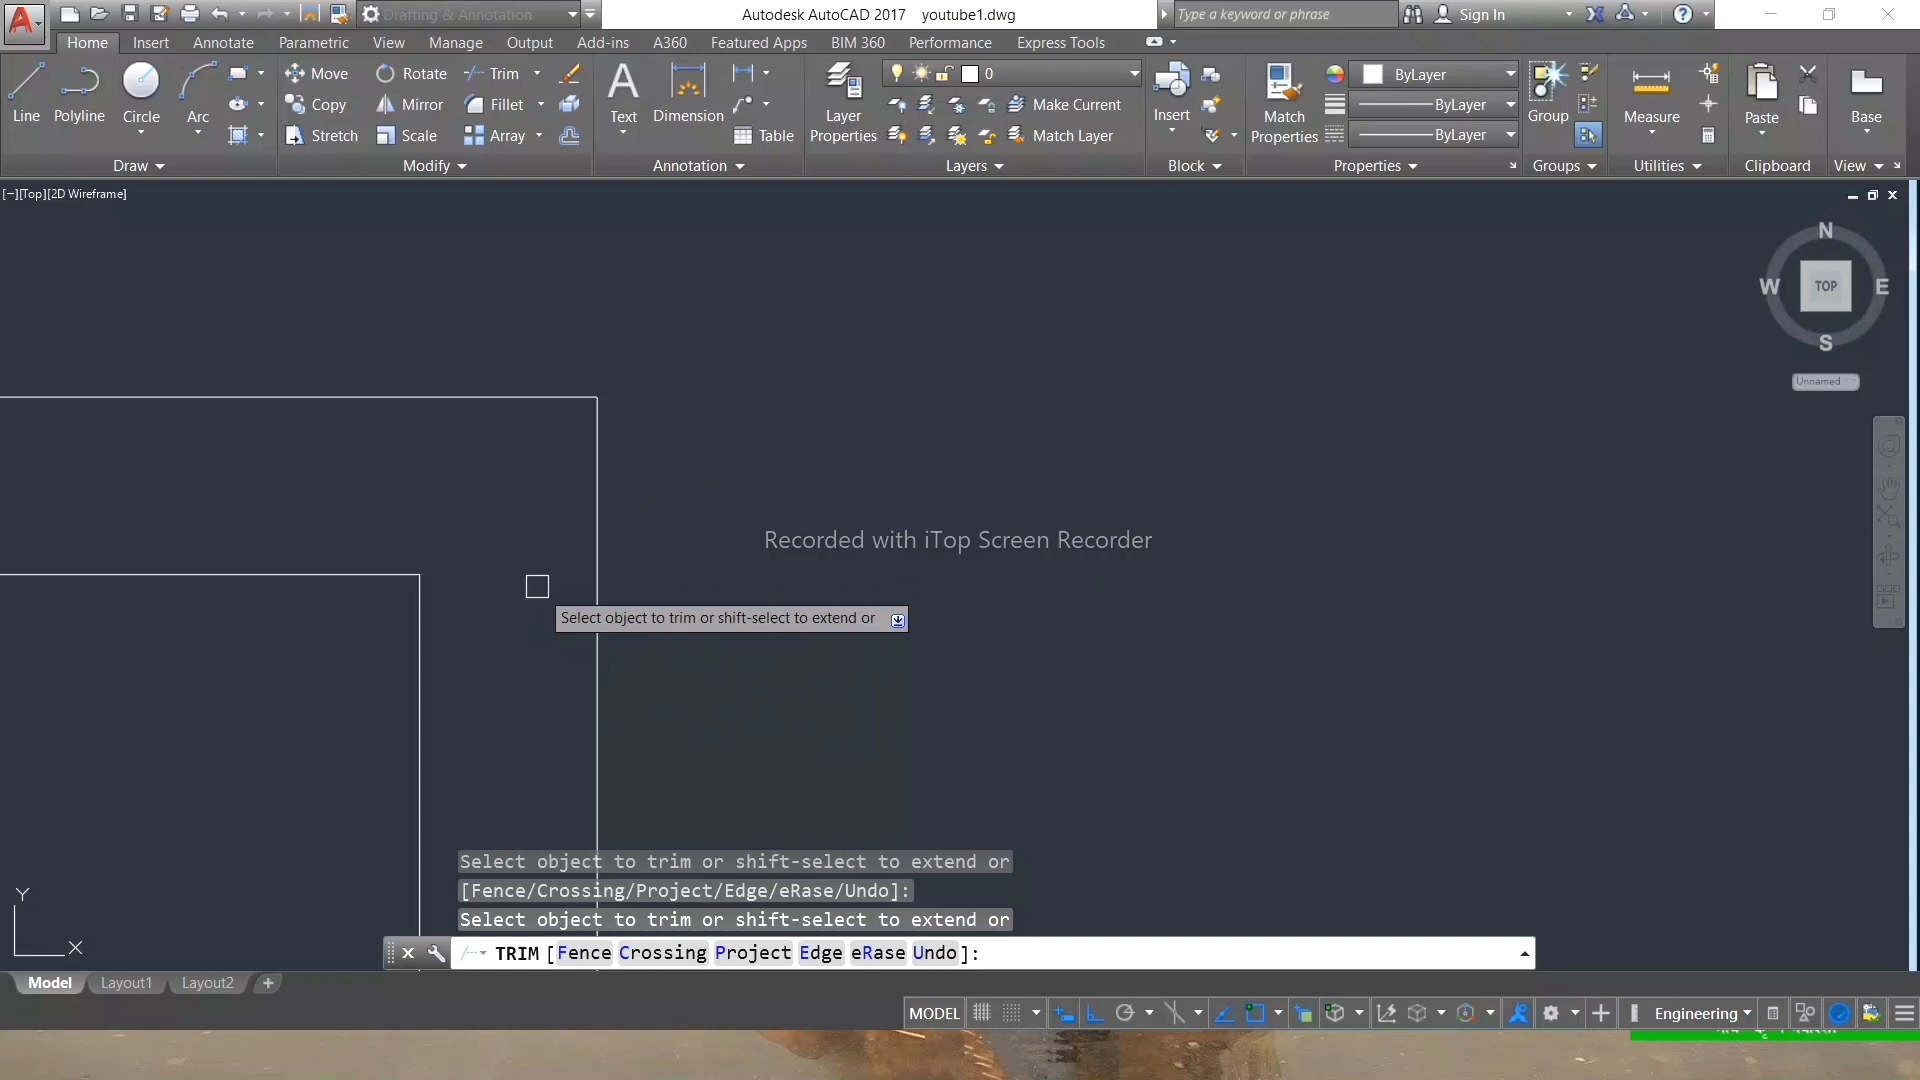 Drafting & Annotation
Autodesk AutoCAD 2017 youtube1.dwg
Type a keyword or phrase
Sign In
Home Insert Annotate Parametric View Manage Output Add-ins A360 Featured Apps BIM 360 Performance Express Tools
Line Polyline Circle Arc
Move Rotate Trim
Copy Mirror Fillet
Stretch Scale Array
Text Dimension Table
Layer Properties
0
Make Current
Match Layer
Insert
Match Properties
ByLayer
ByLayer
ByLayer
Group
Measure
Paste
Base
Draw Modify Annotation Layers Block Properties Groups Utilities Clipboard View
[−][Top][2D Wireframe]
N
W TOP E
S
Unnamed
Recorded with iTop Screen Recorder
Select object to trim or shift-select to extend or
Select object to trim or shift-select to extend or
[Fence/Crossing/Project/Edge/eRase/Undo]:
Select object to trim or shift-select to extend or
TRIM [Fence Crossing Project Edge eRase Undo]:
Y
X
Model Layout1 Layout2 +
MODEL Engineering